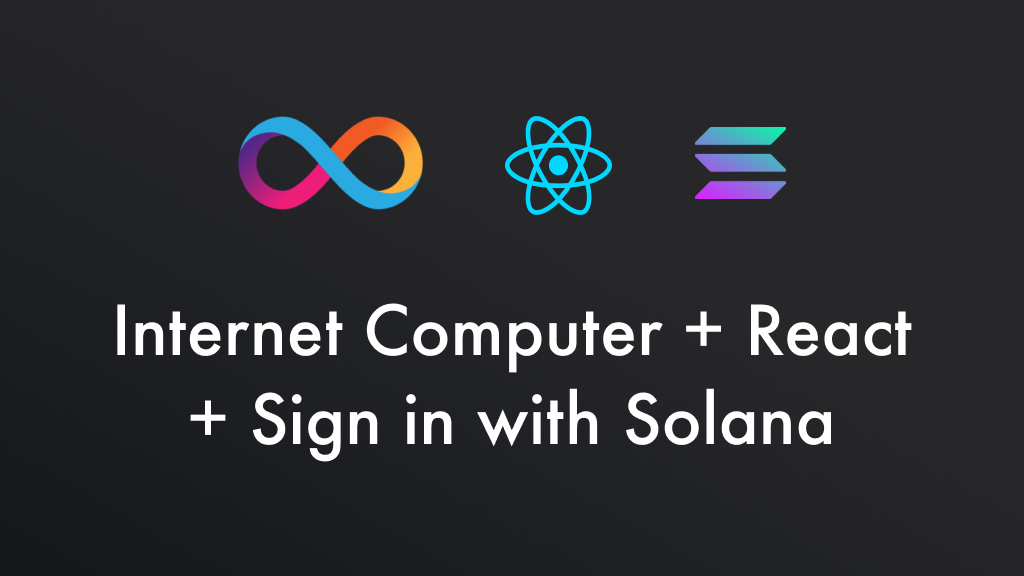 Internet Computer + React
+ Sign in with Solana